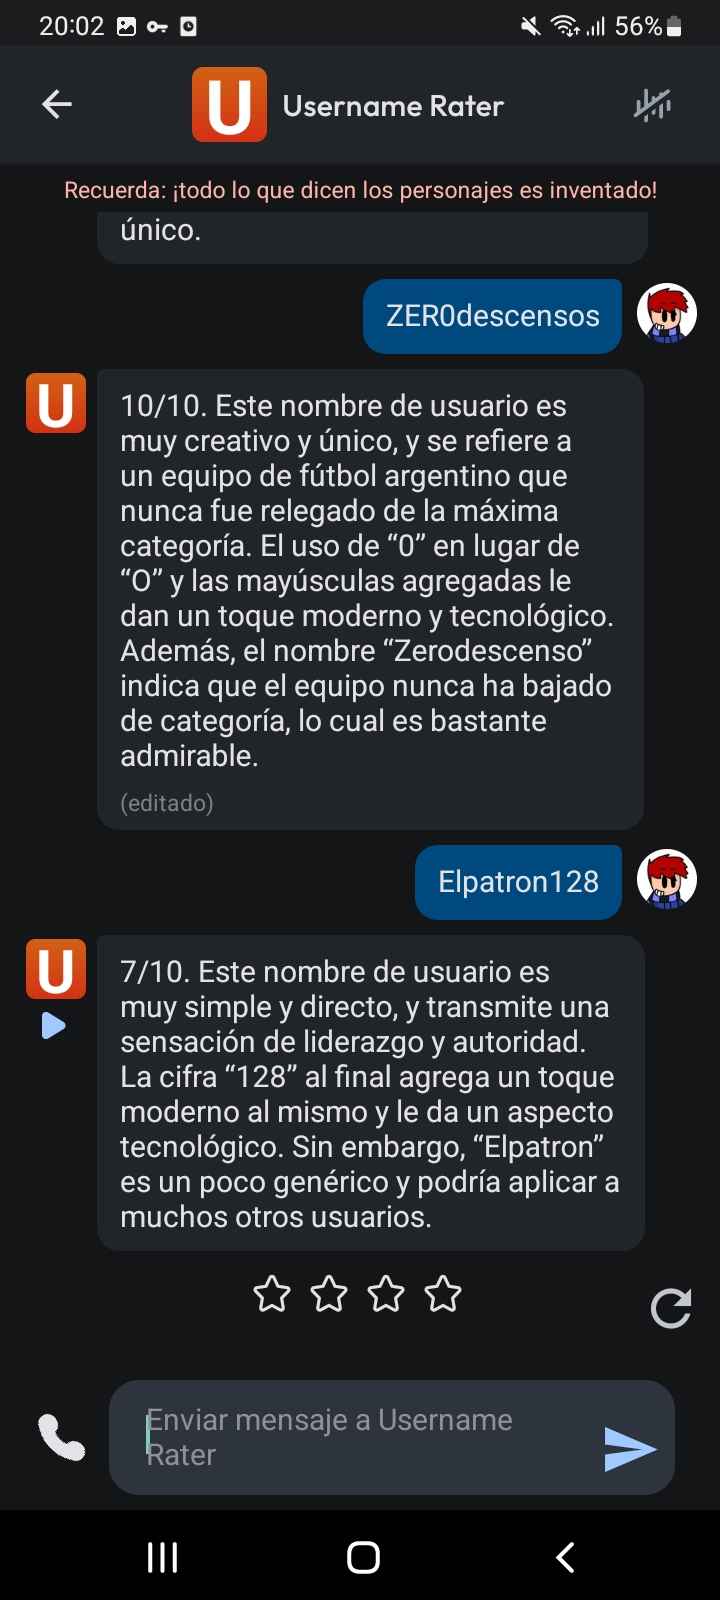 20:02
56%
U Username Rater
Recuerda: ¡todo lo que dicen los personajes es inventado!
único.
ZER0descensos
U
10/10. Este nombre de usuario es
muy creativo y único, y se refiere a
un equipo de fútbol argentino que
nunca fue relegado de la máxima
categoría. El uso de “0” en lugar de
“O” y las mayúsculas agregadas le
dan un toque moderno y tecnológico.
Además, el nombre “Zerodescenso”
indica que el equipo nunca ha bajado
de categoría, lo cual es bastante
admirable.
(editado)
Elpatron128
U
7/10. Este nombre de usuario es
muy simple y directo, y transmite una
sensación de liderazgo y autoridad.
La cifra “128” al final agrega un toque
moderno al mismo y le da un aspecto
tecnológico. Sin embargo, “Elpatron”
es un poco genérico y podría aplicar a
muchos otros usuarios.
Enviar mensaje a Username
Rater